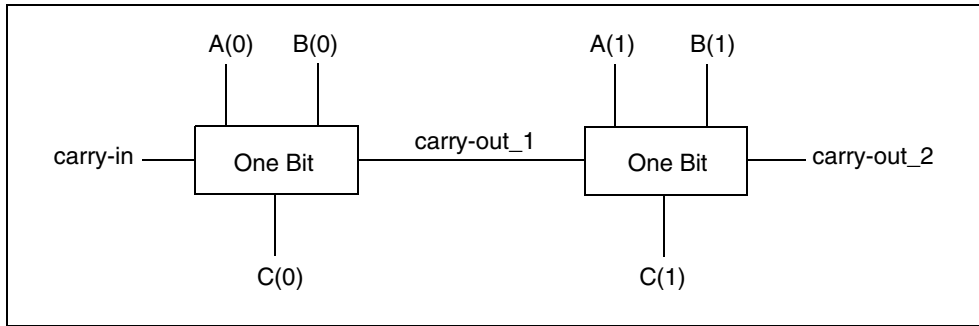 A(0) B(0) A(1) B(1)
carry-in One Bit carry-out_1 One Bit carry-out_2
C(0) C(1)